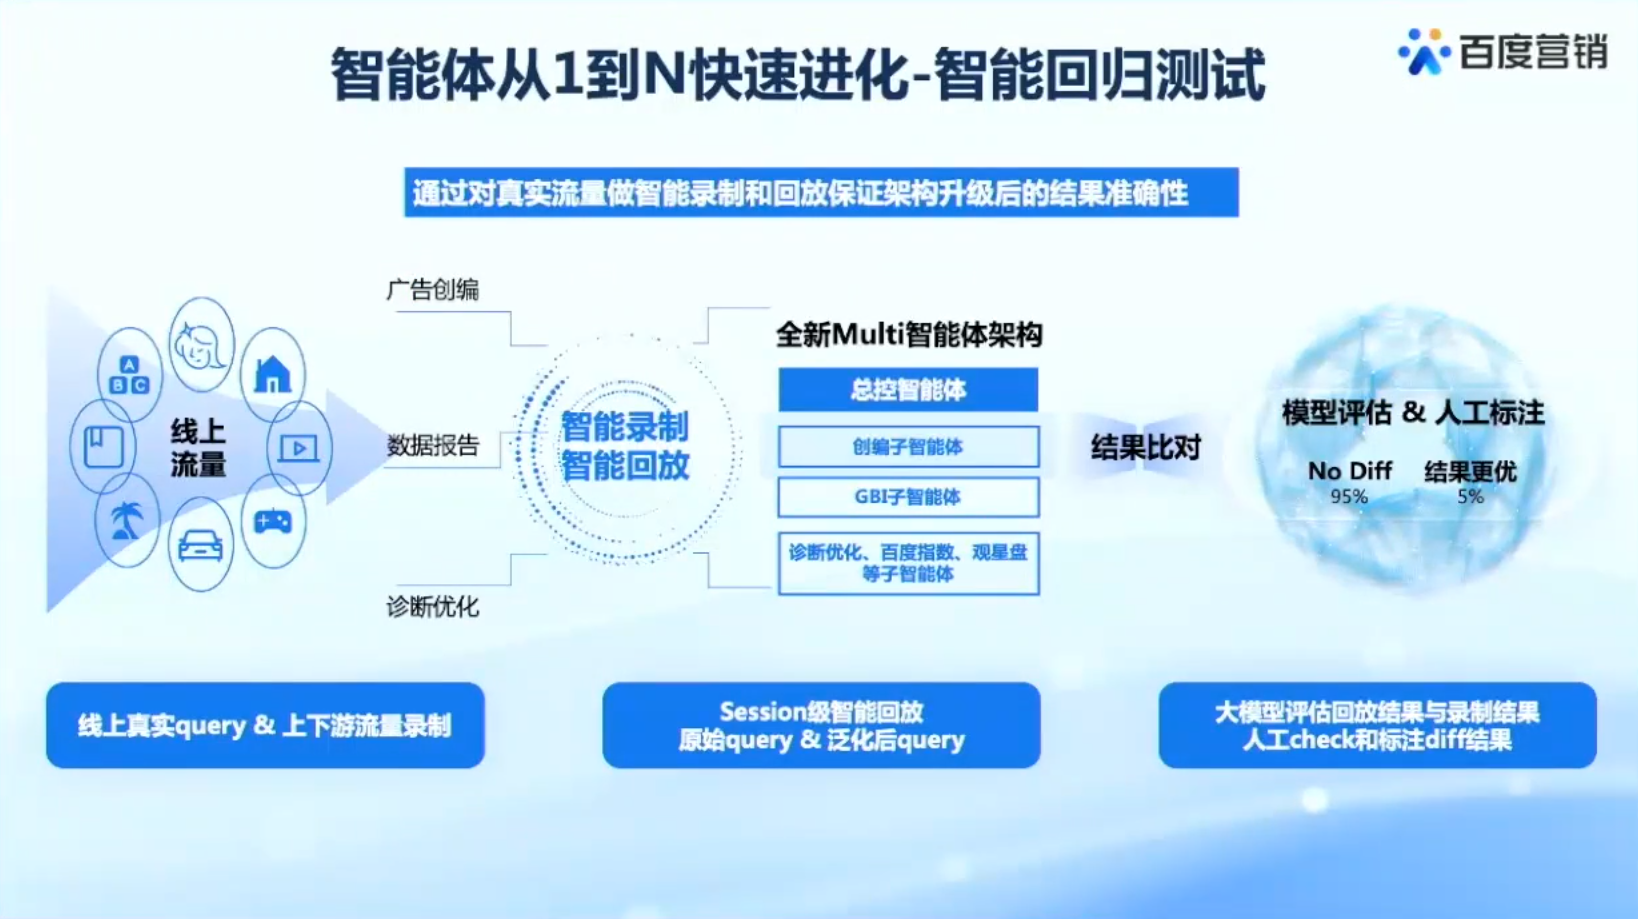 智能体从1到N快速进化-智能回归测试
百度营销
通过对真实流量做智能录制和回放保证架构升级后的结果准确性
广告创编
数据报告
诊断优化
A
B C
线上
流量
智能录制
智能回放
全新Multi智能体架构
总控智能体
创编子智能体
GBI子智能体
诊断优化、百度指数、观星盘
等子智能体
结果比对
模型评估 & 人工标注
No Diff 结果更优
95% 5%
线上真实query & 上下游流量录制
Session级智能回放
原始query & 泛化后query
大模型评估回放结果与录制结果
人工check和标注diff结果